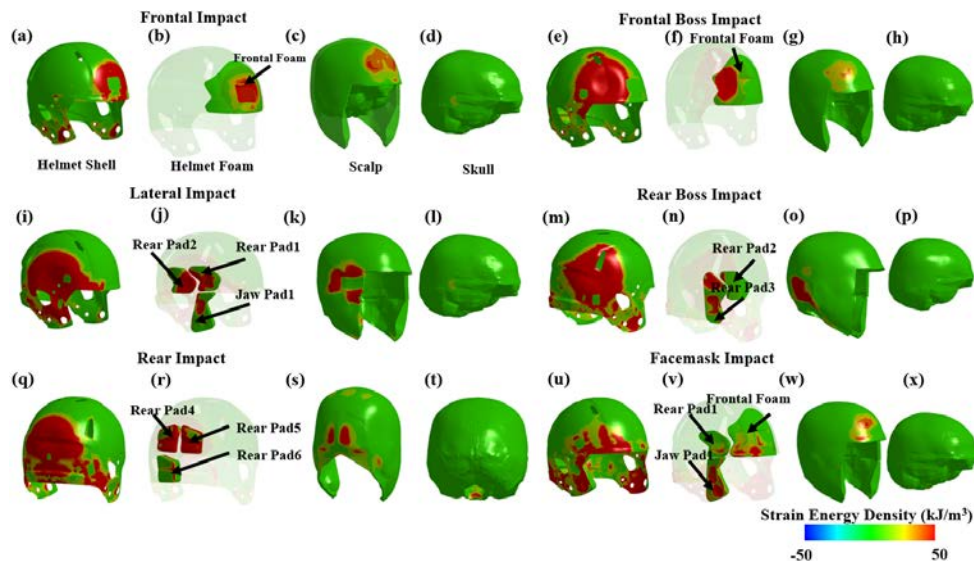 Frontal Impact
Frontal Boss Impact
(a) (b) (c) (d) (e) (f) (g) (h)
Frontal Foam
Frontal Foam
Helmet Shell
Helmet Foam
Scalp
Skull
Lateral Impact
Rear Boss Impact
(i) (j) (k) (l) (m) (n) (o) (p)
Rear Pad2
Rear Pad1
Jaw Pad1
Rear Pad2
Rear Pad3
Rear Impact
Facemask Impact
(q) (r) (s) (t) (u) (v) (w) (x)
Rear Pad4
Rear Pad5
Rear Pad6
Frontal Foam
Rear Pad1
Jaw Pad1
Strain Energy Density (kJ/m³)
-50 50